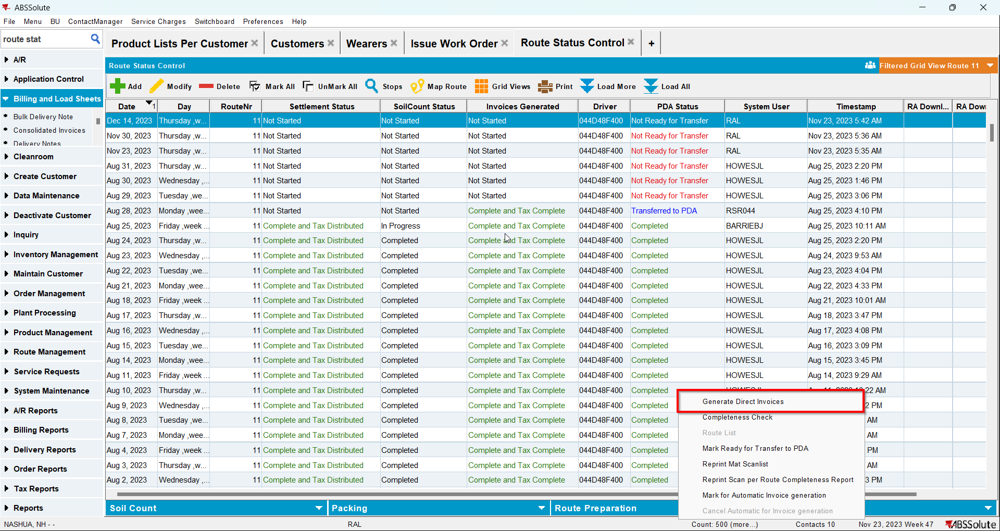 ABSSolute
File Menu BU ContactManager Service Charges Switchboard Preferences Help
route stat
Product Lists Per Customer Customers Wearers Issue Work Order Route Status Control +
Route Status Control Filtered Grid View Route 11
Add Modify Delete Mark All UnMark All Stops Map Route Grid Views Print Load More Load All
A/R
Application Control
Billing and Load Sheets
Bulk Delivery Note
Consolidated Invoices
Delivery Notes
Cleanroom
Create Customer
Data Maintenance
Deactivate Customer
Inquiry
Inventory Management
Maintain Customer
Order Management
Plant Processing
Product Management
Route Management
Service Requests
System Maintenance
A/R Reports
Billing Reports
Delivery Reports
Order Reports
Tax Reports
Reports
Date 1 Day RouteNr Settlement Status SoilCount Status Invoices Generated Driver PDA Status System User Timestamp RA Downl... RA Dow
Dec 14, 2023 Thursday ,w... 11 Not Started Not Started Not Started 044D48F400 Not Ready for Transfer RAL Nov 23, 2023 5:42 AM
Nov 30, 2023 Thursday ,w... 11 Not Started Not Started Not Started 044D48F400 Not Ready for Transfer RAL Nov 23, 2023 5:36 AM
Nov 23, 2023 Thursday ,w... 11 Not Started Not Started Not Started 044D48F400 Not Ready for Transfer RAL Nov 23, 2023 5:35 AM
Aug 31, 2023 Thursday ,w... 11 Not Started Not Started Not Started 044D48F400 Not Ready for Transfer HOWESJL Aug 25, 2023 2:20 PM
Aug 30, 2023 Wednesday ,... 11 Not Started Not Started Not Started 044D48F400 Not Ready for Transfer HOWESJL Aug 25, 2023 1:46 PM
Aug 29, 2023 Tuesday ,we... 11 Not Started Not Started Not Started 044D48F400 Not Ready for Transfer HOWESJL Aug 25, 2023 3:06 PM
Aug 28, 2023 Monday ,wee... 11 Not Started Not Started Complete and Tax Complete 044D48F400 Transferred to PDA RSR044 Aug 25, 2023 4:10 PM
Aug 25, 2023 Friday ,week ... 11 Complete and Tax Distributed In Progress Complete and Tax Complete 044D48F400 Completed BARRIEBJ Aug 25, 2023 10:11 AM
Aug 24, 2023 Thursday ,w... 11 Complete and Tax Distributed Completed Complete and Tax Complete 044D48F400 Completed HOWESJL Aug 25, 2023 2:20 PM
Aug 23, 2023 Wednesday ,... 11 Complete and Tax Distributed Completed Complete and Tax Complete 044D48F400 Completed HOWESJL Aug 24, 2023 9:53 AM
Aug 22, 2023 Tuesday ,we... 11 Complete and Tax Distributed Completed Complete and Tax Complete 044D48F400 Completed HOWESJL Aug 23, 2023 4:04 PM
Aug 21, 2023 Monday ,wee... 11 Complete and Tax Distributed Completed Complete and Tax Complete 044D48F400 Completed HOWESJL Aug 22, 2023 4:33 PM
Aug 18, 2023 Friday ,week ... 11 Complete and Tax Distributed Completed Complete and Tax Complete 044D48F400 Completed HOWESJL Aug 21, 2023 10:01 AM
Aug 17, 2023 Thursday ,w... 11 Complete and Tax Distributed Completed Complete and Tax Complete 044D48F400 Completed HOWESJL Aug 18, 2023 3:47 PM
Aug 16, 2023 Wednesday ,... 11 Complete and Tax Distributed Completed Complete and Tax Complete 044D48F400 Completed HOWESJL Aug 17, 2023 4:08 PM
Aug 15, 2023 Tuesday ,we... 11 Complete and Tax Distributed Completed Complete and Tax Complete 044D48F400 Completed HOWESJL Aug 16, 2023 3:09 PM
Aug 14, 2023 Monday ,wee... 11 Complete and Tax Distributed Completed Complete and Tax Complete 044D48F400 Completed HOWESJL Aug 15, 2023 3:45 PM
Aug 11, 2023 Friday ,week ... 11 Complete and Tax Distributed Completed Complete and Tax Complete 044D48F400 Completed HOWESJL Aug 14, 2023 9:29 AM
Aug 10, 2023 Thursday ,w... 11 Complete and Tax Distributed Completed Complete and Tax Complete 044D48F400 Completed 22 AM
Aug 9, 2023 Wednesday ,... 11 Complete and Tax Distributed Completed Complete and Tax Complete 044D48F400 Completed 2 PM
Aug 8, 2023 Tuesday ,we... 11 Complete and Tax Distributed Completed Complete and Tax Complete 044D48F400 Completed AM
Aug 7, 2023 Monday ,wee... 11 Complete and Tax Distributed Completed Complete and Tax Complete 044D48F400 Completed AM
Aug 4, 2023 Friday ,week ... 11 Complete and Tax Distributed Completed Complete and Tax Complete 044D48F400 Completed PM
Aug 3, 2023 Thursday ,w... 11 Complete and Tax Distributed Completed Complete and Tax Complete 044D48F400 Completed AM
Aug 2, 2023 Wednesday ,... 11 Complete and Tax Distributed Completed Complete and Tax Complete 044D48F400 Completed 3 PM
Generate Direct Invoices
Completeness Check
Route List
Mark Ready for Transfer to PDA
Reprint Mat Scanlist
Reprint Scan per Route Completeness Report
Mark for Automatic Invoice generation
Cancel Automatic for Invoice generation
Soil Count Packing Route Preparation
NASHUA, NH - - RAL Count: 500 (more...) Contacts 10 Nov 23, 2023 Week 47 ABSSolute